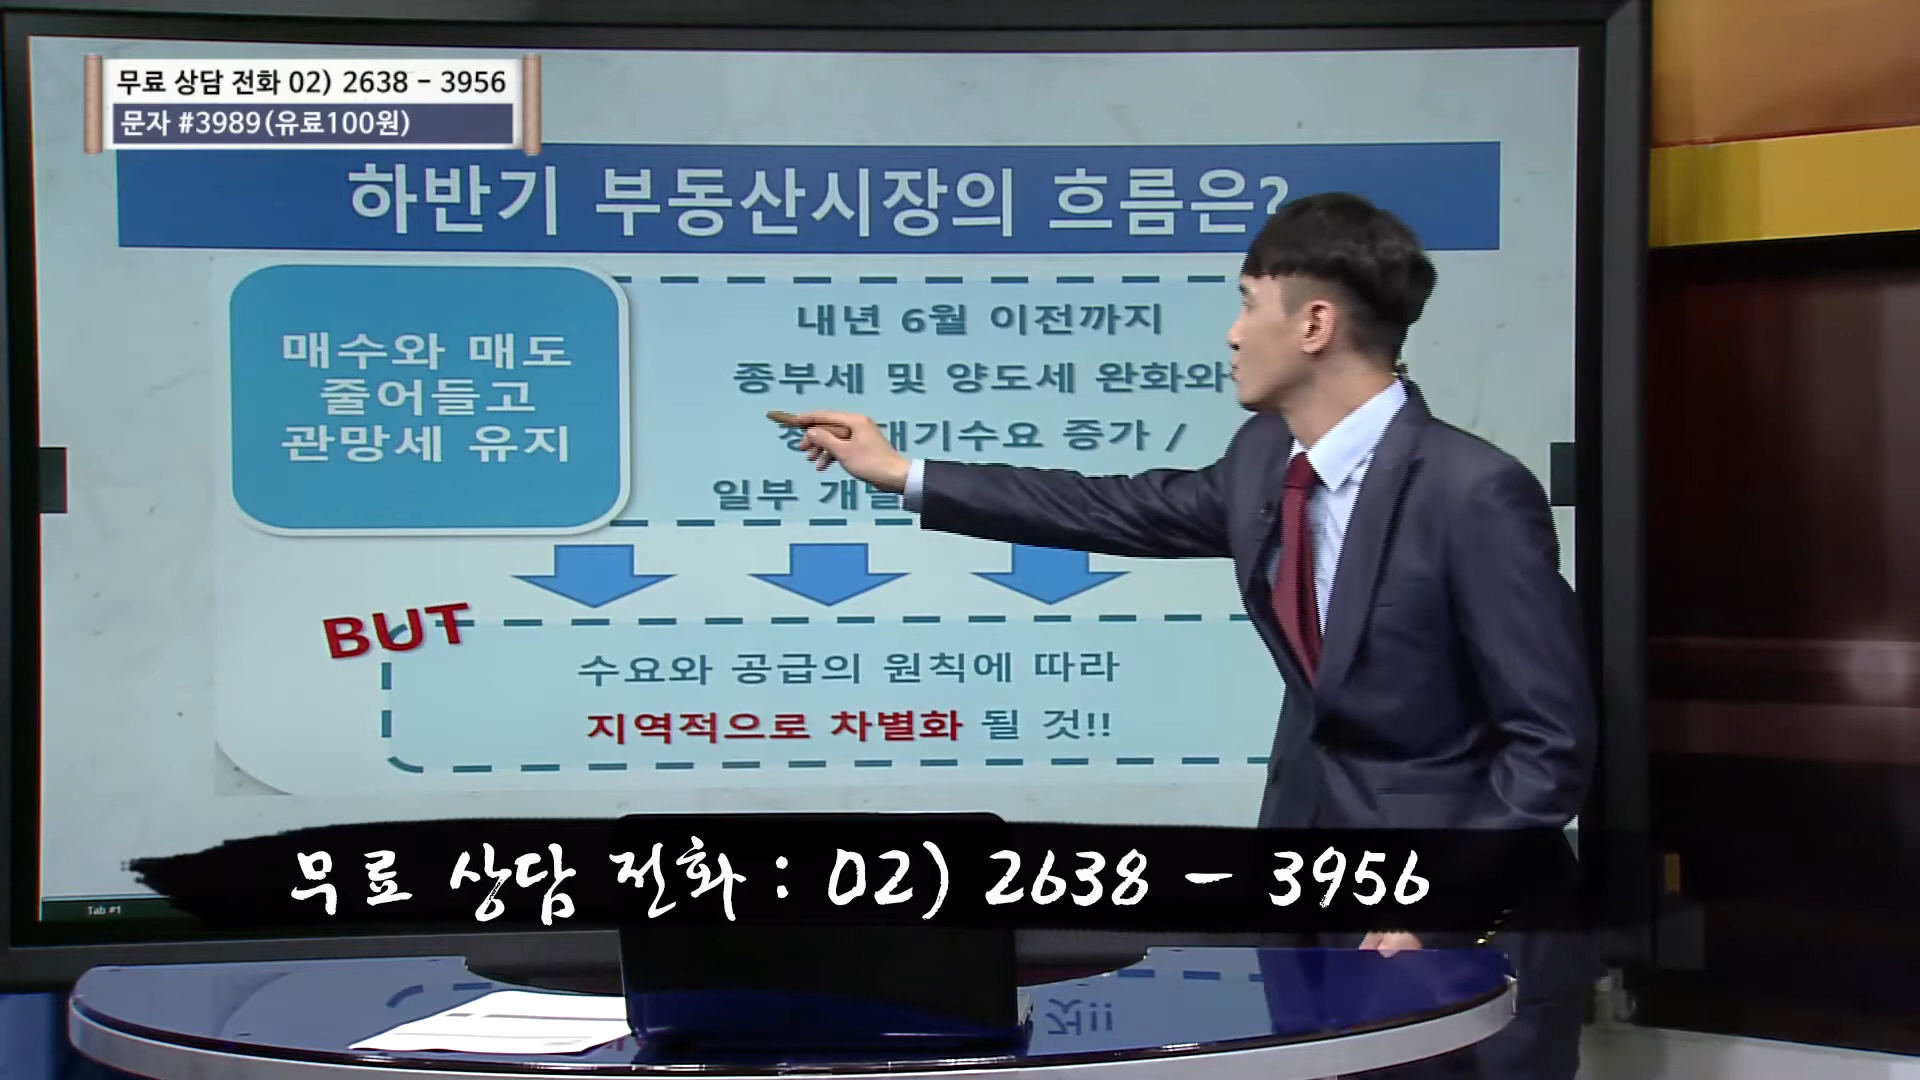 무료 상담 전화 02) 2638 - 3956
문자 #3989(유료100원)
하반기 부동산시장의 흐름은?
매수와 매도
줄어들고
관망세 유지
내년 6월 이전까지
종부세 및 양도세 완화와
대기수요 증가 /
일부
BUT
수요와 공급의 원칙에 따라
지역적으로 차별화 될 것!!
무료 상담 전화 : 02) 2638 - 3956
Tab #1